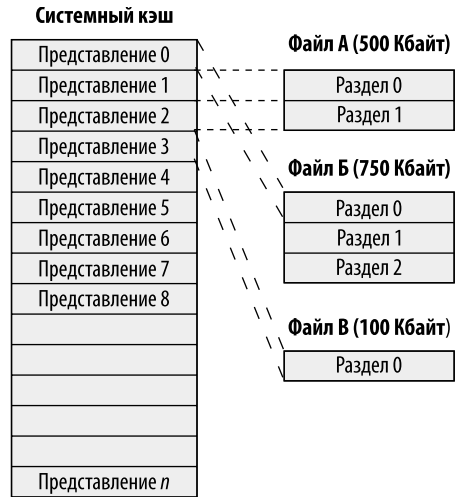 Системный кэш
Представление 0
Представление 1
Представление 2
Представление 3
Представление 4
Представление 5
Представление 6
Представление 7
Представление 8
Представление n
Файл А (500 Кбайт)
Раздел 0
Раздел 1
Файл Б (750 Кбайт)
Раздел 0
Раздел 1
Раздел 2
Файл В (100 Кбайт)
Раздел 0